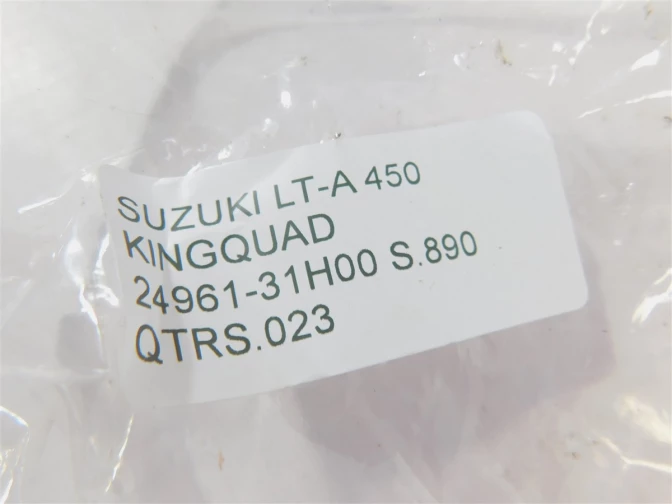 SUZUKI LT-A 450
KINGQUAD
24961-31H00 S.890
QTRS.023